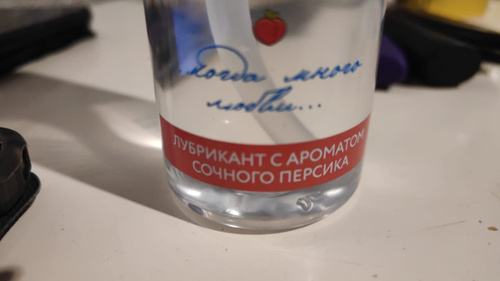 ...когда много
любви...
ЛУБРИКАНТ С АРОМАТОМ
СОЧНОГО ПЕРСИКА